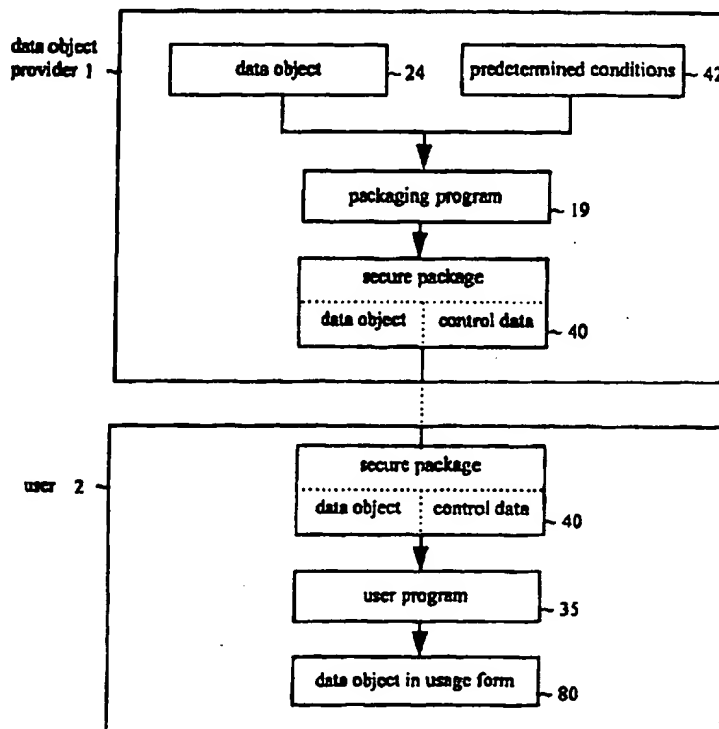 data object
provider 1
data object
24
predetermined conditions
42
packaging program
19
secure package
data object
control data
40
user 2
secure package
data object
control data
40
user program
35
data object in usage form
80